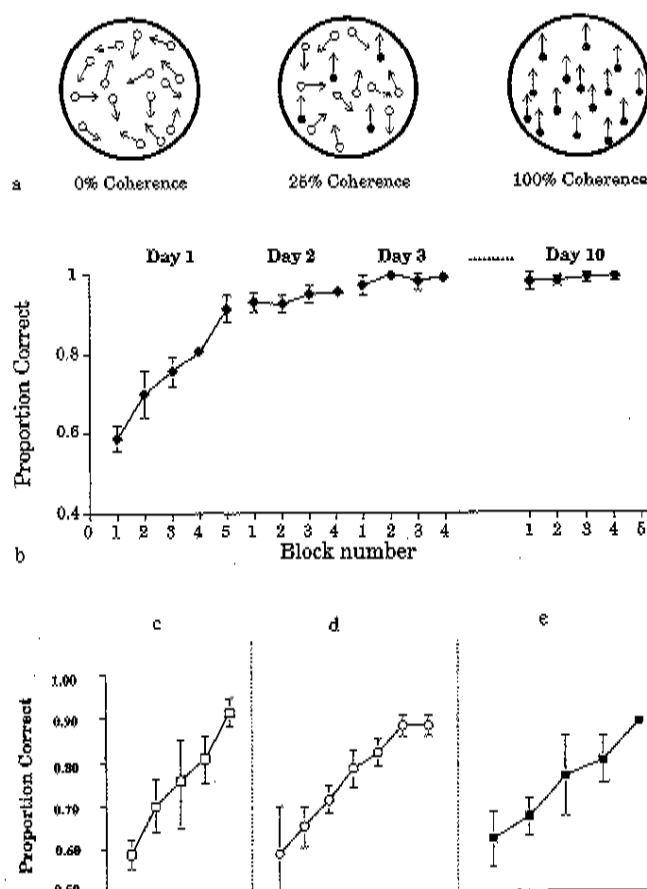 a 0% Coherence 25% Coherence 100% Coherence
Day 1 Day 2 Day 3 ........ Day 10
Proportion Correct
1
0.8
0.6
0.4
0 1 2 3 4 5 1 2 3 4 1 2 3 4 1 2 3 4 5
b Block number
c d e
Proportion Correct
1.00
0.90
0.80
0.70
0.60